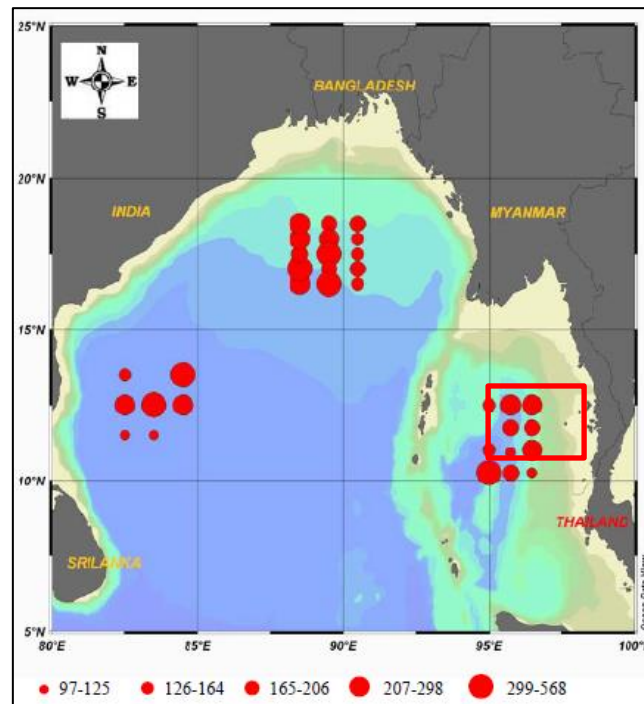 25°N
N
W E
S
BANGLADESH
20°N
INDIA
MYANMAR
15°N
10°N
THAILAND
SRILANKA
5°N
80°E 85°E 90°E 95°E 100°E
97-125 126-164 165-206 207-298 299-568